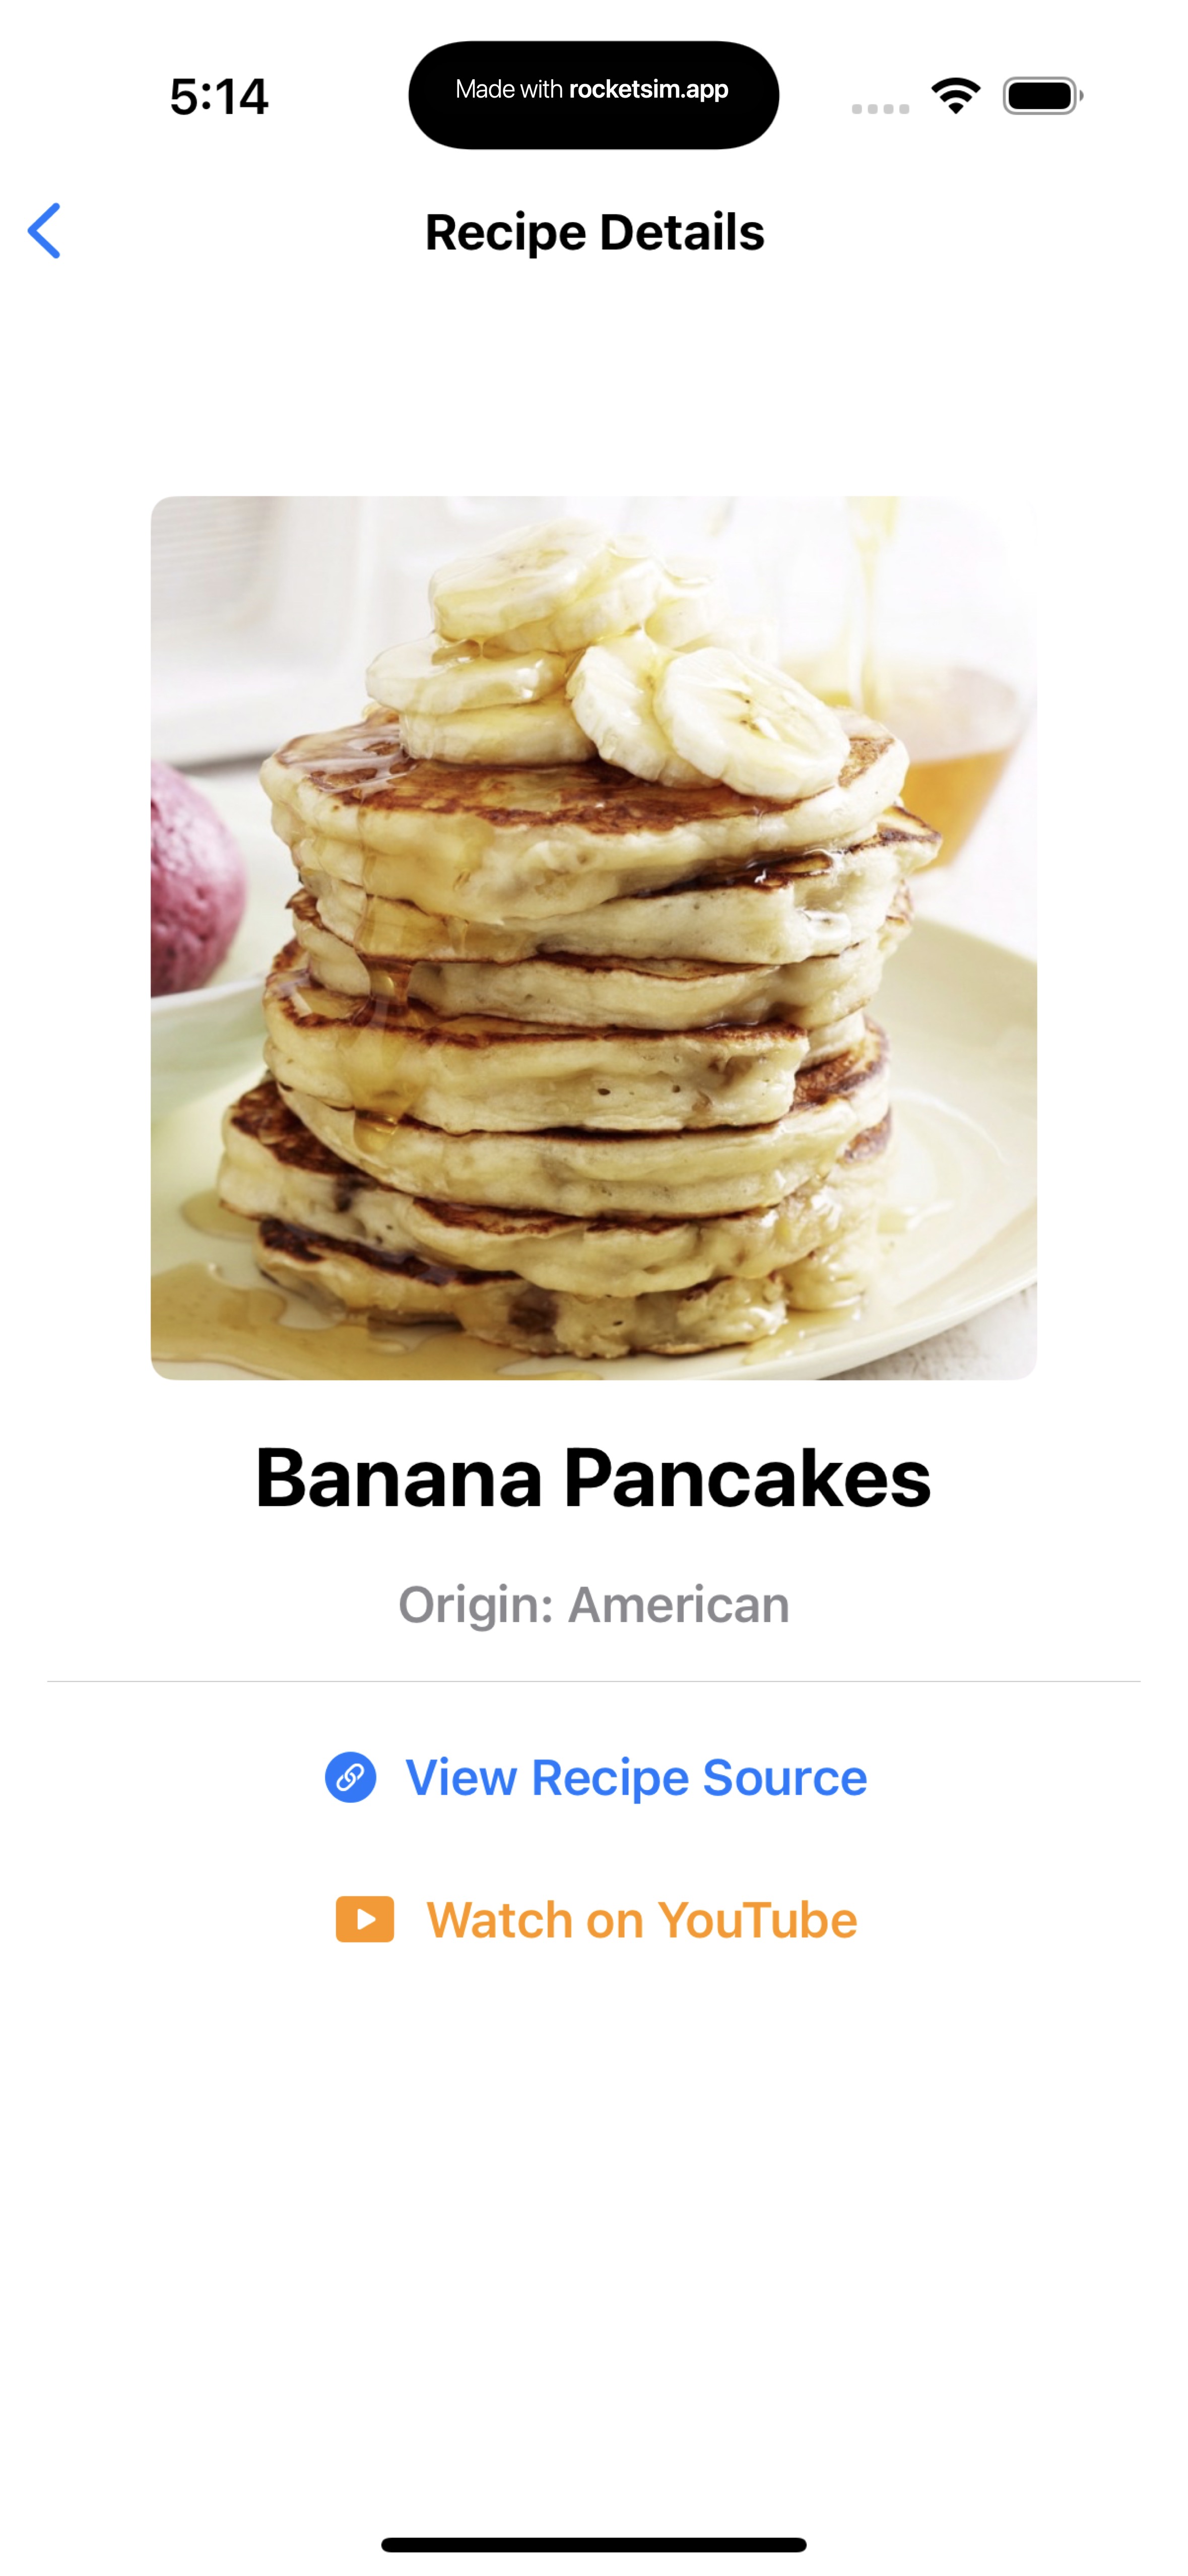 5:14
Made with rocketsim.app
Recipe Details
Banana Pancakes
Origin: American
View Recipe Source
Watch on YouTube